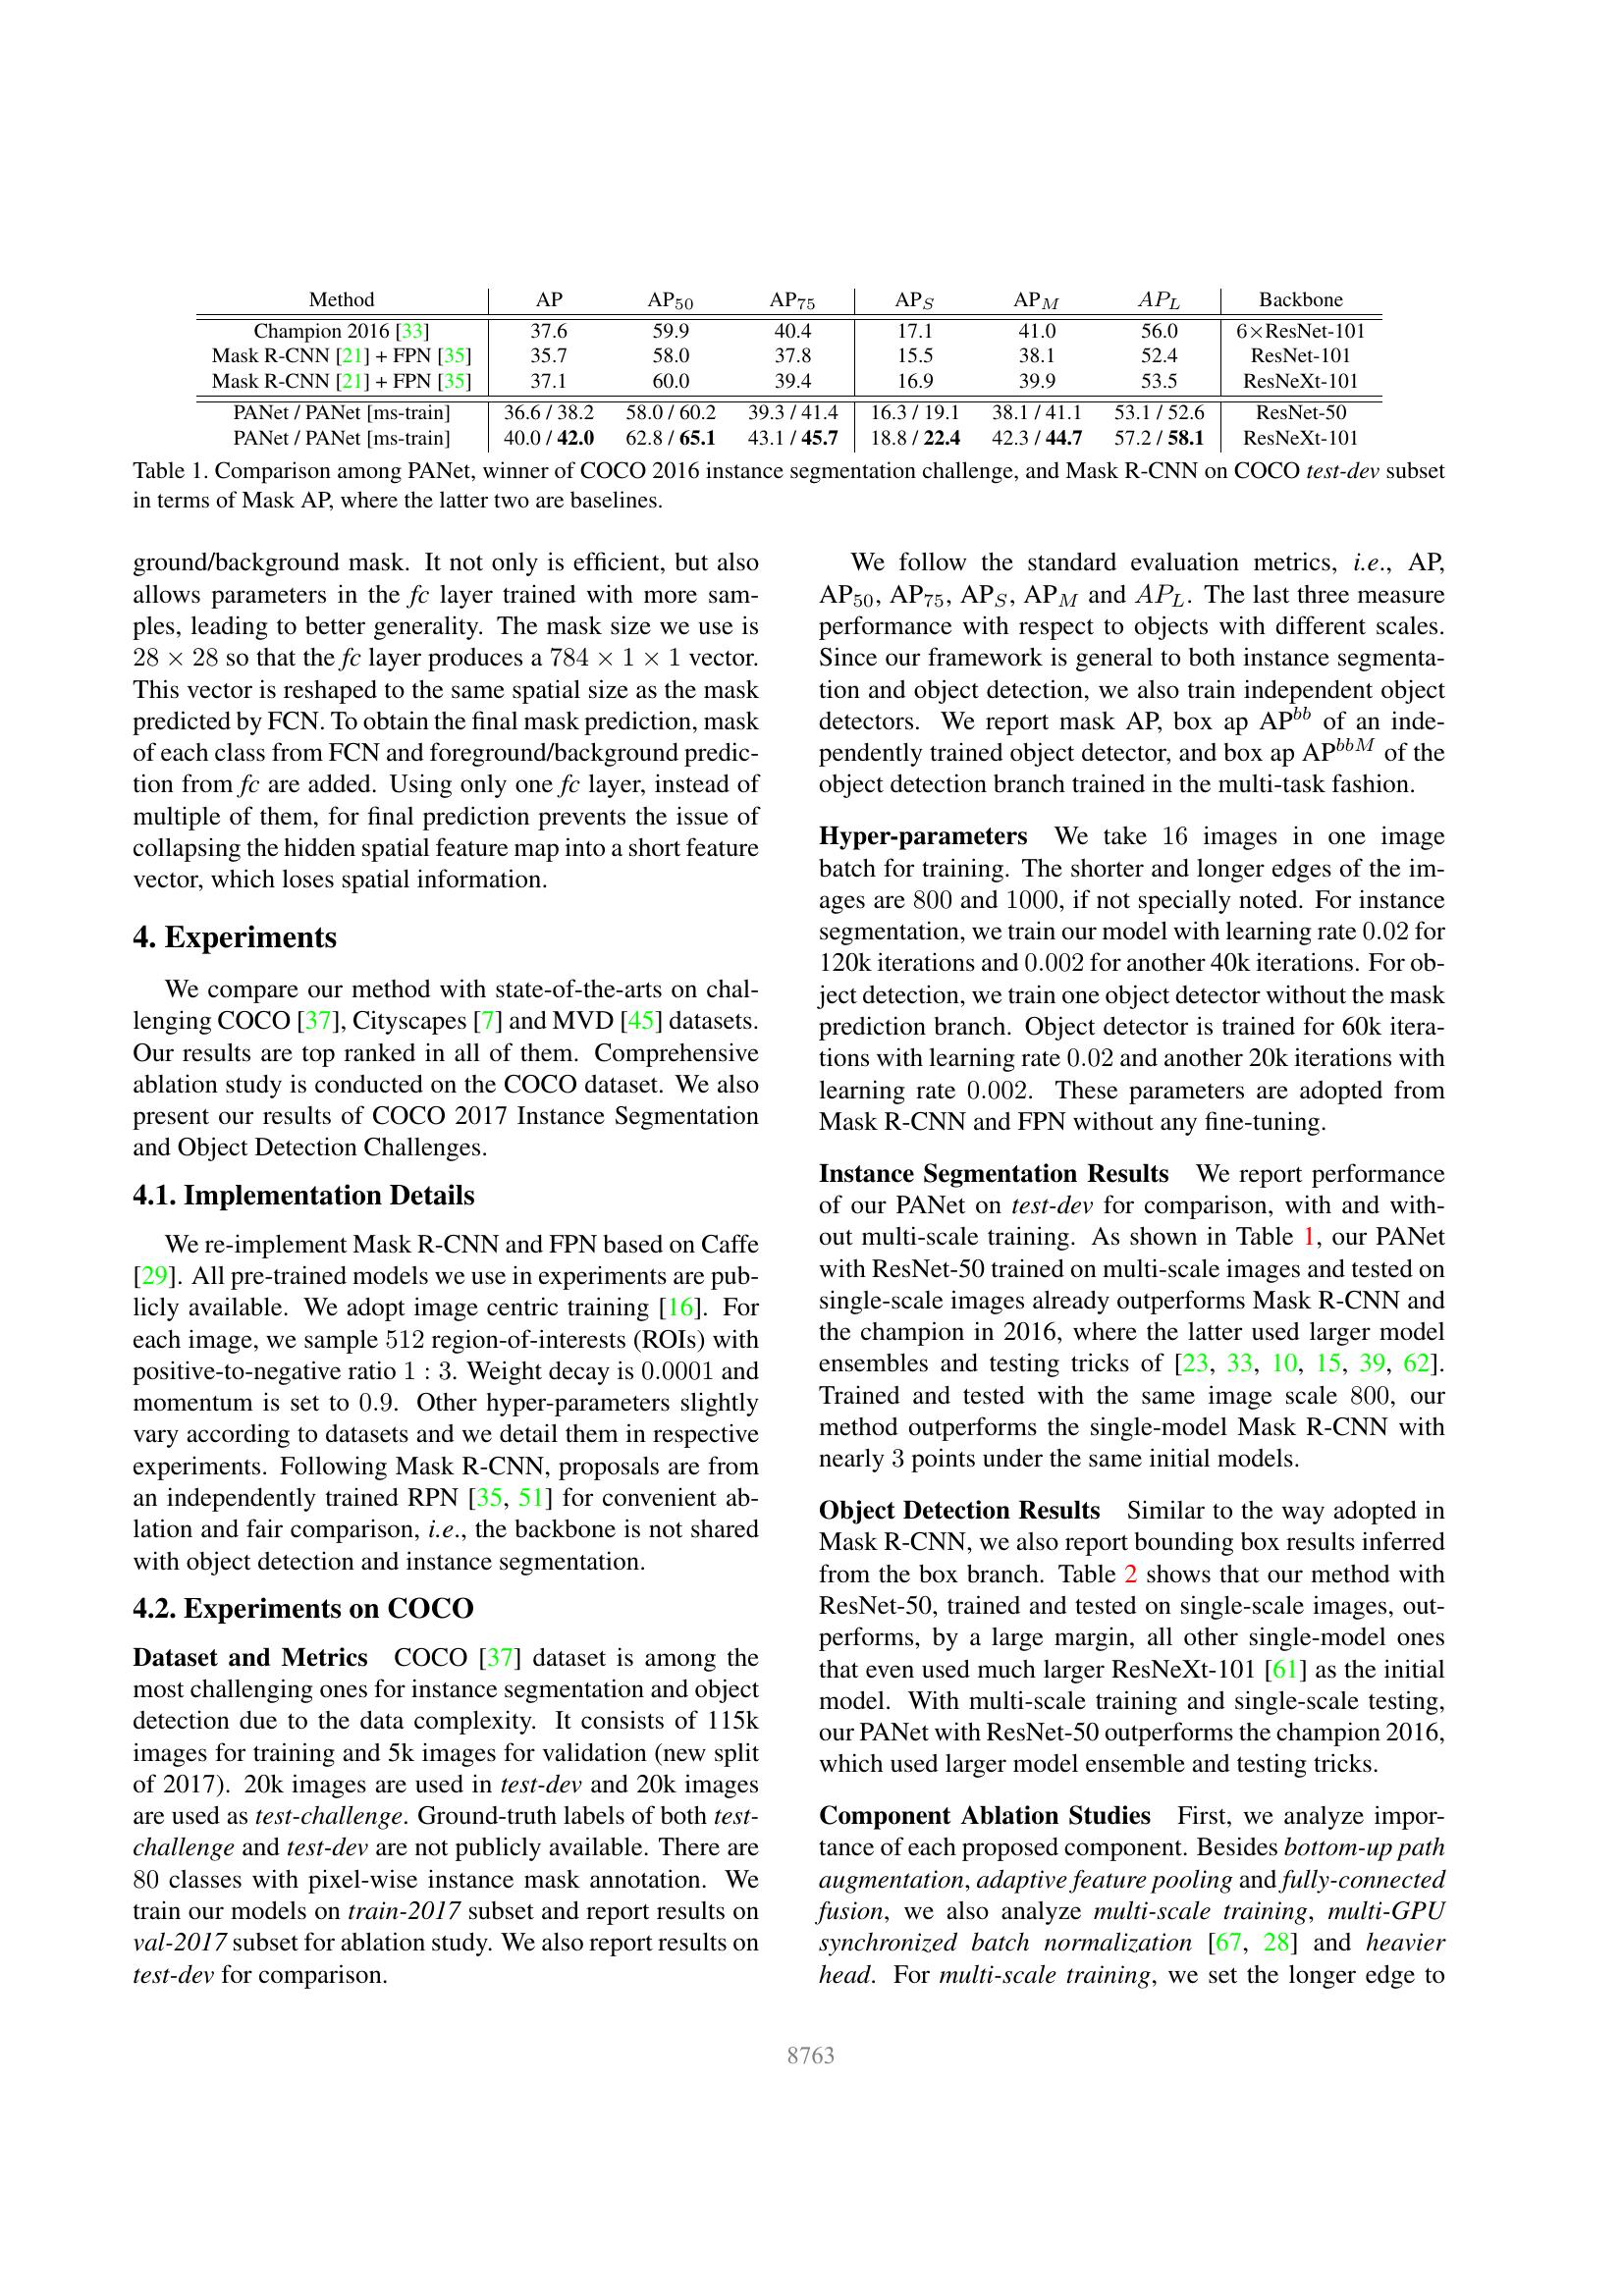 Method AP AP50 AP75 APS APM APL Backbone
Champion 2016 [33] 37.6 59.9 40.4 17.1 41.0 56.0 6×ResNet-101
Mask R-CNN [21] + FPN [35] 35.7 58.0 37.8 15.5 38.1 52.4 ResNet-101
Mask R-CNN [21] + FPN [35] 37.1 60.0 39.4 16.9 39.9 53.5 ResNeXt-101
PANet / PANet [ms-train] 36.6 / 38.2 58.0 / 60.2 39.3 / 41.4 16.3 / 19.1 38.1 / 41.1 53.1 / 52.6 ResNet-50
PANet / PANet [ms-train] 40.0 / 42.0 62.8 / 65.1 43.1 / 45.7 18.8 / 22.4 42.3 / 44.7 57.2 / 58.1 ResNeXt-101
Table 1. Comparison among PANet, winner of COCO 2016 instance segmentation challenge, and Mask R-CNN on COCO test-dev subset
in terms of Mask AP, where the latter two are baselines.
ground/background mask. It not only is efficient, but also
allows parameters in the fc layer trained with more sam-
ples, leading to better generality. The mask size we use is
28 × 28 so that the fc layer produces a 784 × 1 × 1 vector.
This vector is reshaped to the same spatial size as the mask
predicted by FCN. To obtain the final mask prediction, mask
of each class from FCN and foreground/background predic-
tion from fc are added. Using only one fc layer, instead of
multiple of them, for final prediction prevents the issue of
collapsing the hidden spatial feature map into a short feature
vector, which loses spatial information.
4. Experiments
We compare our method with state-of-the-arts on chal-
lenging COCO [37], Cityscapes [7] and MVD [45] datasets.
Our results are top ranked in all of them. Comprehensive
ablation study is conducted on the COCO dataset. We also
present our results of COCO 2017 Instance Segmentation
and Object Detection Challenges.
4.1. Implementation Details
We re-implement Mask R-CNN and FPN based on Caffe
[29]. All pre-trained models we use in experiments are pub-
licly available. We adopt image centric training [16]. For
each image, we sample 512 region-of-interests (ROIs) with
positive-to-negative ratio 1 : 3. Weight decay is 0.0001 and
momentum is set to 0.9. Other hyper-parameters slightly
vary according to datasets and we detail them in respective
experiments. Following Mask R-CNN, proposals are from
an independently trained RPN [35, 51] for convenient ab-
lation and fair comparison, i.e., the backbone is not shared
with object detection and instance segmentation.
4.2. Experiments on COCO
Dataset and Metrics COCO [37] dataset is among the
most challenging ones for instance segmentation and object
detection due to the data complexity. It consists of 115k
images for training and 5k images for validation (new split
of 2017). 20k images are used in test-dev and 20k images
are used as test-challenge. Ground-truth labels of both test-
challenge and test-dev are not publicly available. There are
80 classes with pixel-wise instance mask annotation. We
train our models on train-2017 subset and report results on
val-2017 subset for ablation study. We also report results on
test-dev for comparison.
We follow the standard evaluation metrics, i.e., AP,
AP50, AP75, APS, APM and APL. The last three measure
performance with respect to objects with different scales.
Since our framework is general to both instance segmenta-
tion and object detection, we also train independent object
detectors. We report mask AP, box ap APbb of an inde-
pendently trained object detector, and box ap APbbM of the
object detection branch trained in the multi-task fashion.
Hyper-parameters We take 16 images in one image
batch for training. The shorter and longer edges of the im-
ages are 800 and 1000, if not specially noted. For instance
segmentation, we train our model with learning rate 0.02 for
120k iterations and 0.002 for another 40k iterations. For ob-
ject detection, we train one object detector without the mask
prediction branch. Object detector is trained for 60k itera-
tions with learning rate 0.02 and another 20k iterations with
learning rate 0.002. These parameters are adopted from
Mask R-CNN and FPN without any fine-tuning.
Instance Segmentation Results We report performance
of our PANet on test-dev for comparison, with and with-
out multi-scale training. As shown in Table 1, our PANet
with ResNet-50 trained on multi-scale images and tested on
single-scale images already outperforms Mask R-CNN and
the champion in 2016, where the latter used larger model
ensembles and testing tricks of [23, 33, 10, 15, 39, 62].
Trained and tested with the same image scale 800, our
method outperforms the single-model Mask R-CNN with
nearly 3 points under the same initial models.
Object Detection Results Similar to the way adopted in
Mask R-CNN, we also report bounding box results inferred
from the box branch. Table 2 shows that our method with
ResNet-50, trained and tested on single-scale images, out-
performs, by a large margin, all other single-model ones
that even used much larger ResNeXt-101 [61] as the initial
model. With multi-scale training and single-scale testing,
our PANet with ResNet-50 outperforms the champion 2016,
which used larger model ensemble and testing tricks.
Component Ablation Studies First, we analyze impor-
tance of each proposed component. Besides bottom-up path
augmentation, adaptive feature pooling and fully-connected
fusion, we also analyze multi-scale training, multi-GPU
synchronized batch normalization [67, 28] and heavier
head. For multi-scale training, we set the longer edge to
8763